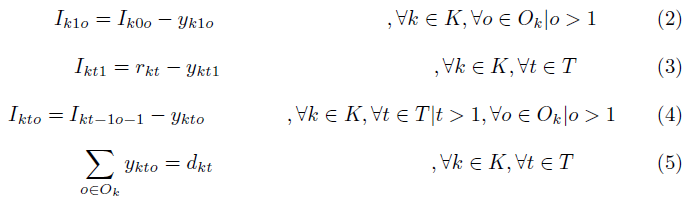 I_{k1o} = I_{k0o} − y_{k1o} , ∀k ∈ K, ∀o ∈ O_k|o > 1 (2)
I_{kt1} = r_{kt} − y_{kt1} , ∀k ∈ K, ∀t ∈ T (3)
I_{kto} = I_{kt−1o−1} − y_{kto} , ∀k ∈ K, ∀t ∈ T|t > 1, ∀o ∈ O_k|o > 1 (4)
∑_{o∈O_k} y_{kto} = d_{kt} , ∀k ∈ K, ∀t ∈ T (5)